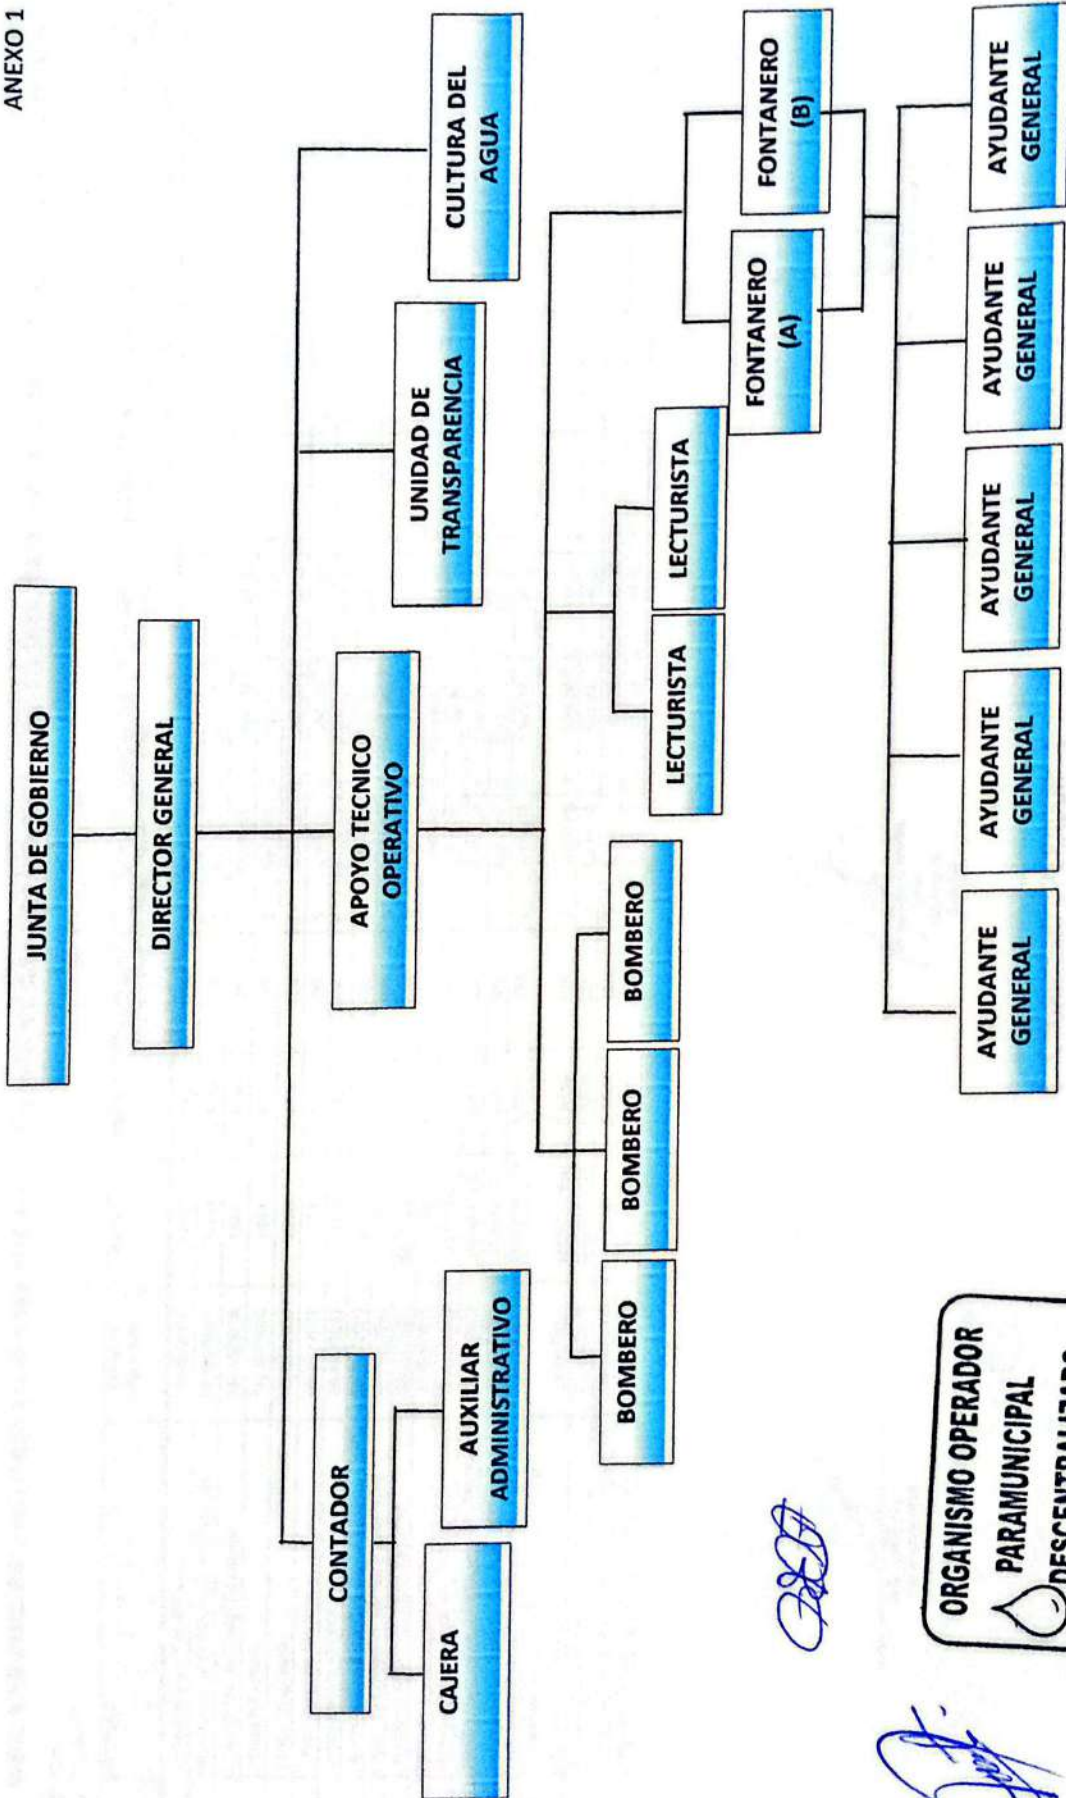 ANEXO 1
JUNTA DE GOBIERNO
DIRECTOR GENERAL
CONTADOR
APOYO TECNICO
OPERATIVO
UNIDAD DE
TRANSPARENCIA
CULTURA DEL
AGUA
CAJERA
AUXILIAR
ADMINISTRATIVO
BOMBERO
BOMBERO
BOMBERO
LECTURISTA
LECTURISTA
FONTANERO
(A)
FONTANERO
(B)
AYUDANTE
GENERAL
AYUDANTE
GENERAL
AYUDANTE
GENERAL
AYUDANTE
GENERAL
AYUDANTE
GENERAL
ORGANISMO OPERADOR
PARAMUNICIPAL
DESCENTRALIZADO